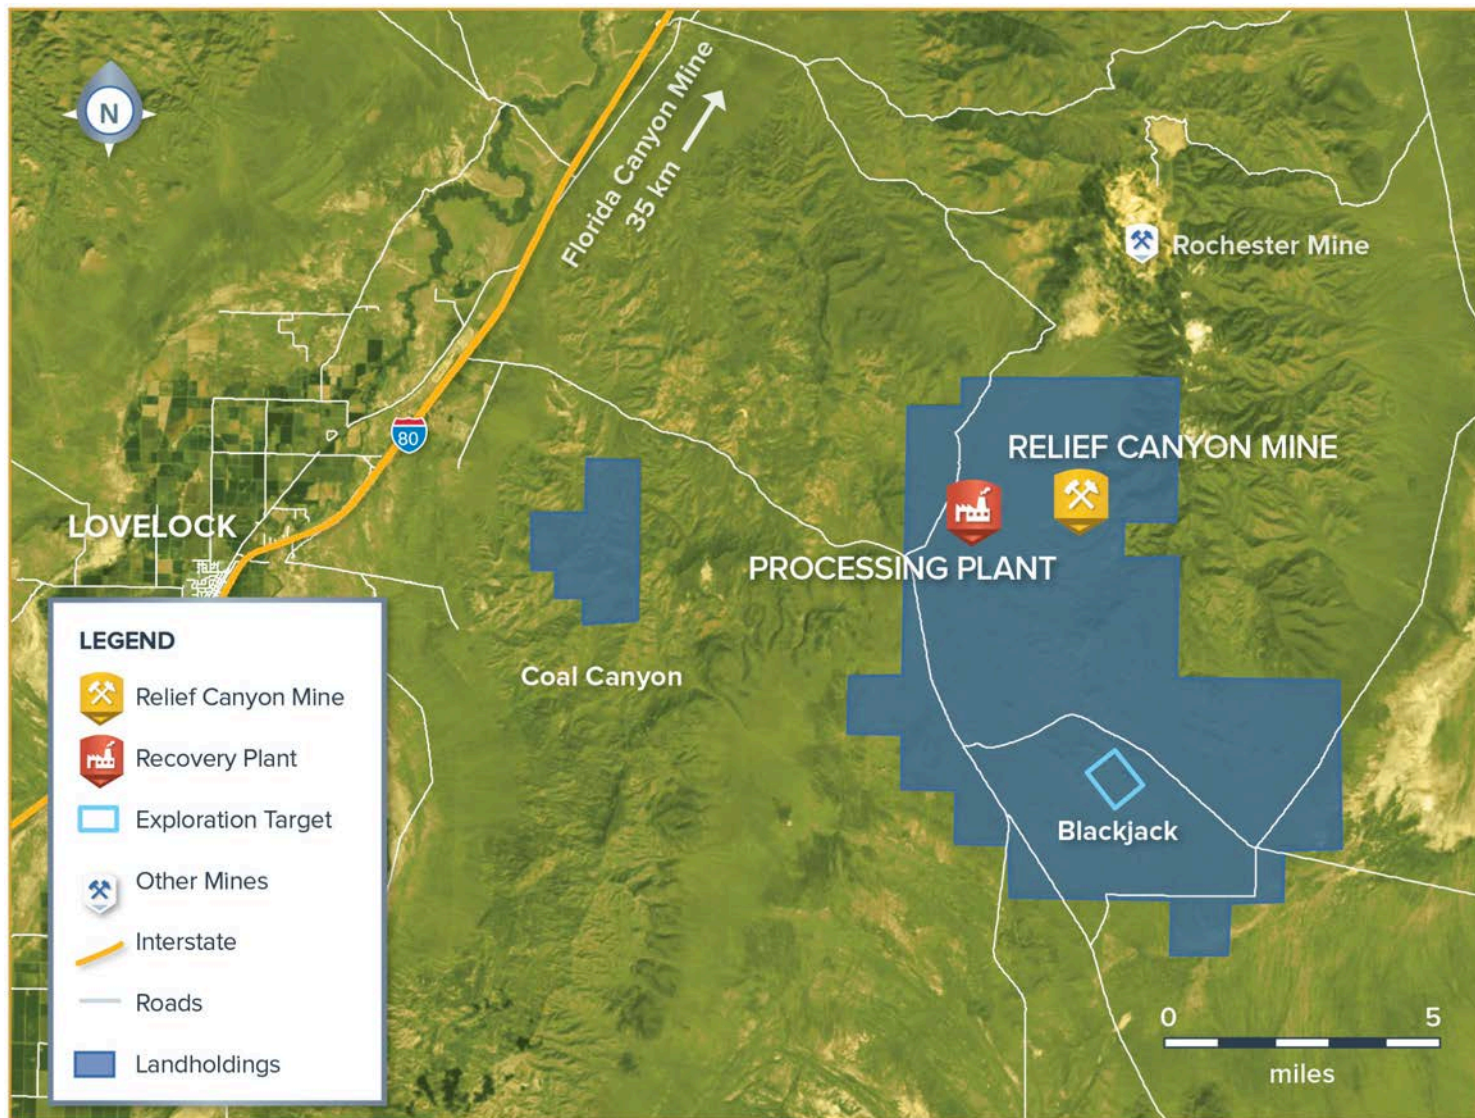 N
Florida Canyon Mine
35 km
Rochester Mine
80
RELIEF CANYON MINE
LOVELOCK
PROCESSING PLANT
Coal Canyon
Blackjack
LEGEND
Relief Canyon Mine
Recovery Plant
Exploration Target
Other Mines
Interstate
Roads
Landholdings
0 5
miles